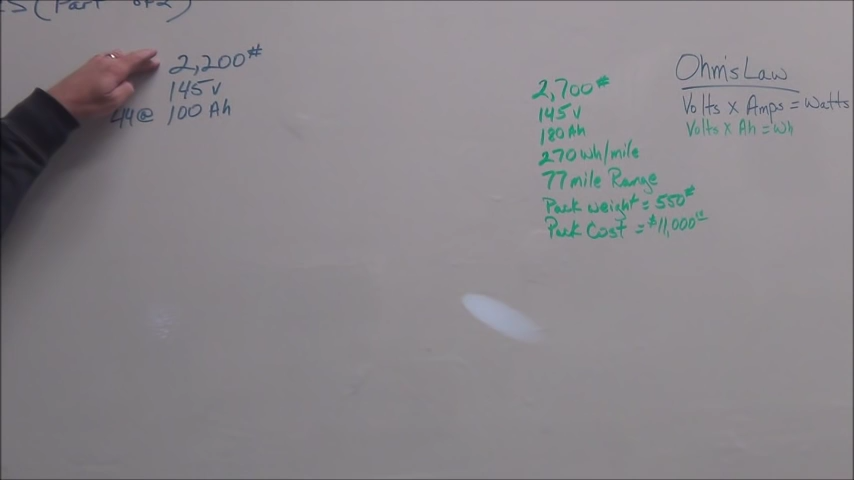 (Part of 2)
2,200#
145v
44@ 100 Ah
2,700#
145v
180 Ah
270 wh/mile
77 mile Range
Pack weight = 550#
Pack Cost = $11,000
Ohm's Law
Volts x Amps = Watts
Volts x Ah = Wh